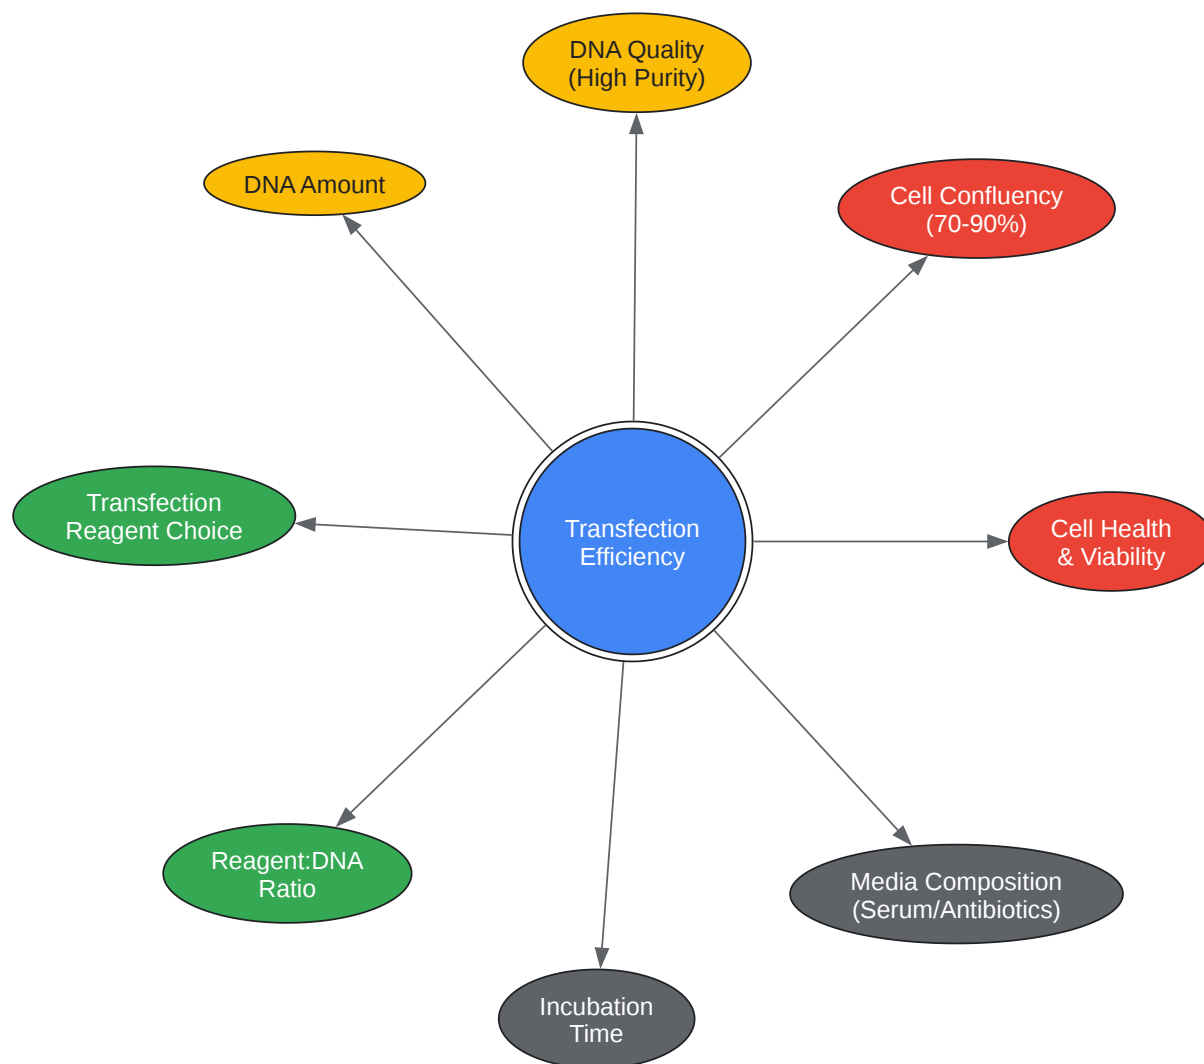 DNA Quality
(High Purity)
DNA Amount
Cell Confluency
(70-90%)
Transfection
Reagent Choice
Transfection
Efficiency
Cell Health
& Viability
Reagent:DNA
Ratio
Media Composition
(Serum/Antibiotics)
Incubation
Time